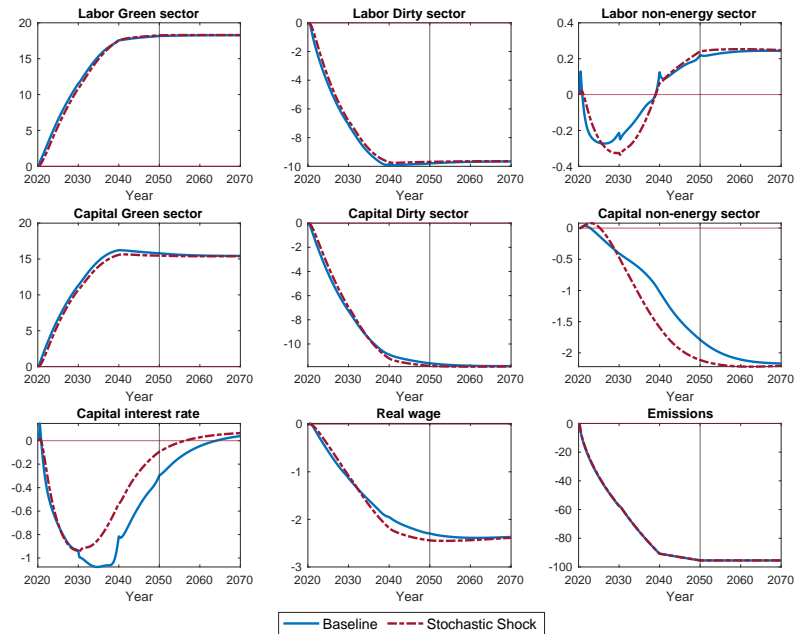 Labor Green sector
20
15
10
5
0
2020 2030 2040 2050 2060 2070
Year
Labor Dirty sector
0
-2
-4
-6
-8
-10
2020 2030 2040 2050 2060 2070
Year
Labor non-energy sector
0.4
0.2
0
-0.2
-0.4
2020 2030 2040 2050 2060 2070
Year
Capital Green sector
20
15
10
5
0
2020 2030 2040 2050 2060 2070
Year
Capital Dirty sector
0
-2
-4
-6
-8
-10
2020 2030 2040 2050 2060 2070
Year
Capital non-energy sector
0
-0.5
-1
-1.5
-2
2020 2030 2040 2050 2060 2070
Year
Capital interest rate
0
-0.2
-0.4
-0.6
-0.8
-1
2020 2030 2040 2050 2060 2070
Year
Real wage
0
-1
-2
-3
2020 2030 2040 2050 2060 2070
Year
Emissions
0
-20
-40
-60
-80
-100
2020 2030 2040 2050 2060 2070
Year
Baseline Stochastic Shock